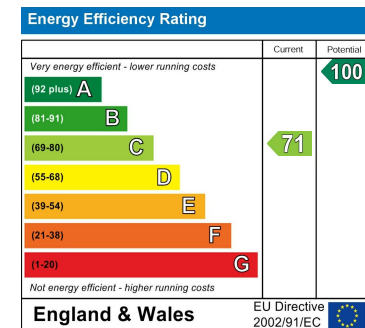 Energy Efficiency Rating
Current Potential
Very energy efficient - lower running costs
(92 plus) A
100
(81-91) B
(69-80) C
71
(55-68) D
(39-54) E
(21-38) F
(1-20) G
Not energy efficient - higher running costs
England & Wales
EU Directive
2002/91/EC